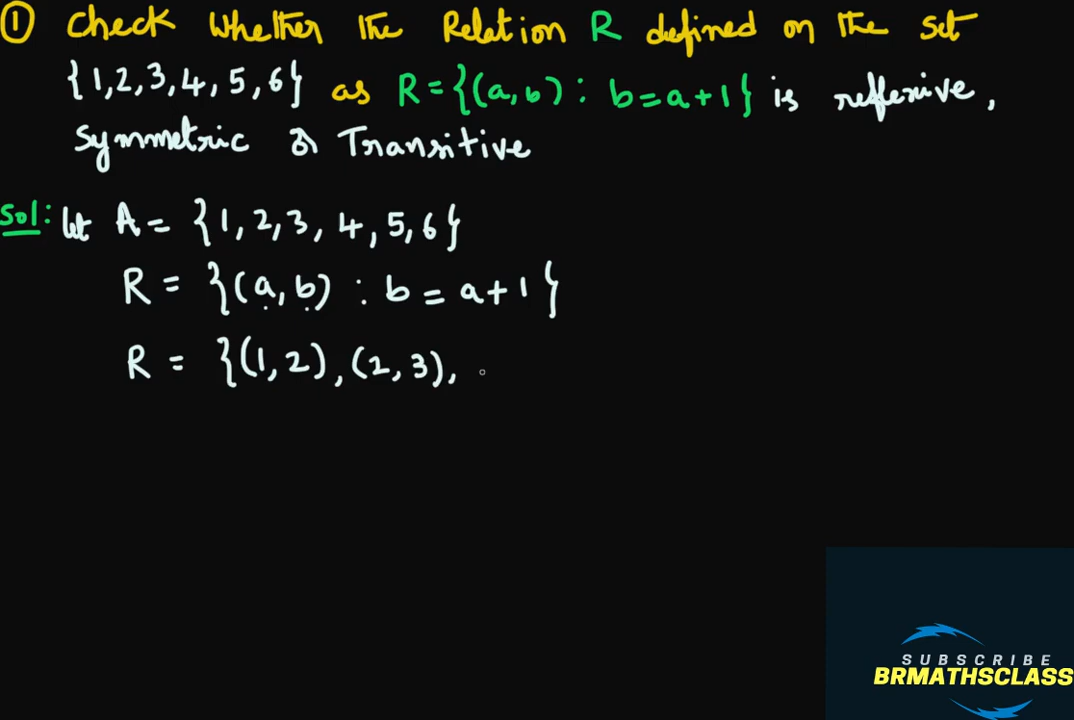 ① Check whether the Relation R defined on the set
{1,2,3,4,5,6} as R={(a,b) : b=a+1} is reflexive,
Symmetric or Transitive
Sol: let A = {1,2,3,4,5,6}
R = {(a,b) : b = a+1}
R = {(1,2),(2,3),
SUBSCRIBE
BRMATHSCLASS